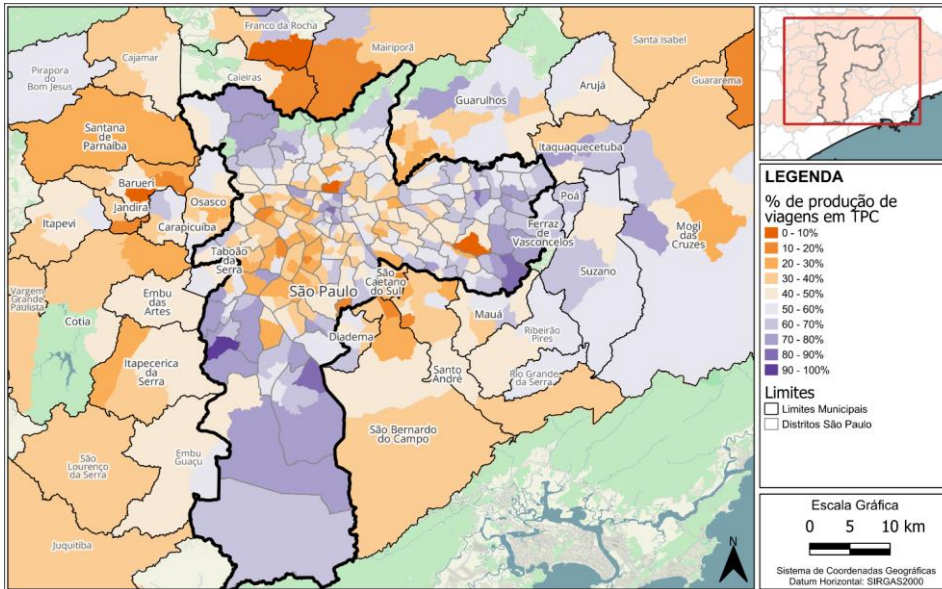 Franco da Rocha
Mairiporã
Santa Isabel
Cajamar
Pirapora
do
Bom Jesus
Caieiras
Guararema
Guarulhos
Arujá
Santana
de
Parnaíba
Itaquaquecetuba
Barueri
Jandira
Osasco
Poá
Itapevi
Carapicuiba
Ferraz
de
Vasconcelos
Mogi
das
Cruzes
Taboão
da
Serra
Suzano
São
Caetano
do Sul
São Paulo
Vargem
Grande
Paulista
Embu
das
Artes
Mauá
Cotia
Diadema
Ribeirão
Pires
Itapecerica
da
Serra
Santo
André
Rio Grande
da Serra
São Bernardo
do Campo
São
Lourenço
da Serra
Embu
Guaçu
Juquitiba
N
LEGENDA
% de produção de
viagens em TPC
0 - 10%
10 - 20%
20 - 30%
30 - 40%
40 - 50%
50 - 60%
60 - 70%
70 - 80%
80 - 90%
90 - 100%
Limites
Limites Municipais
Distritos São Paulo
Escala Gráfica
0 5 10 km
Sistema de Coordenadas Geográficas
Datum Horizontal: SIRGAS2000